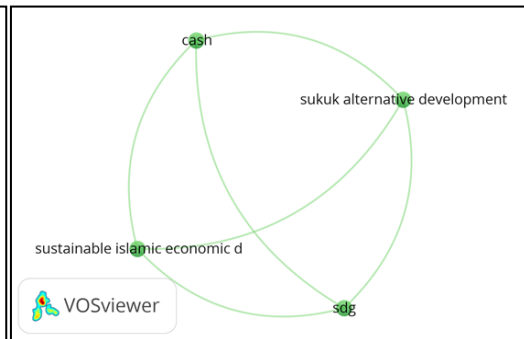 cash
sukuk alternative development
sustainable islamic economic d
sdg
VOSviewer